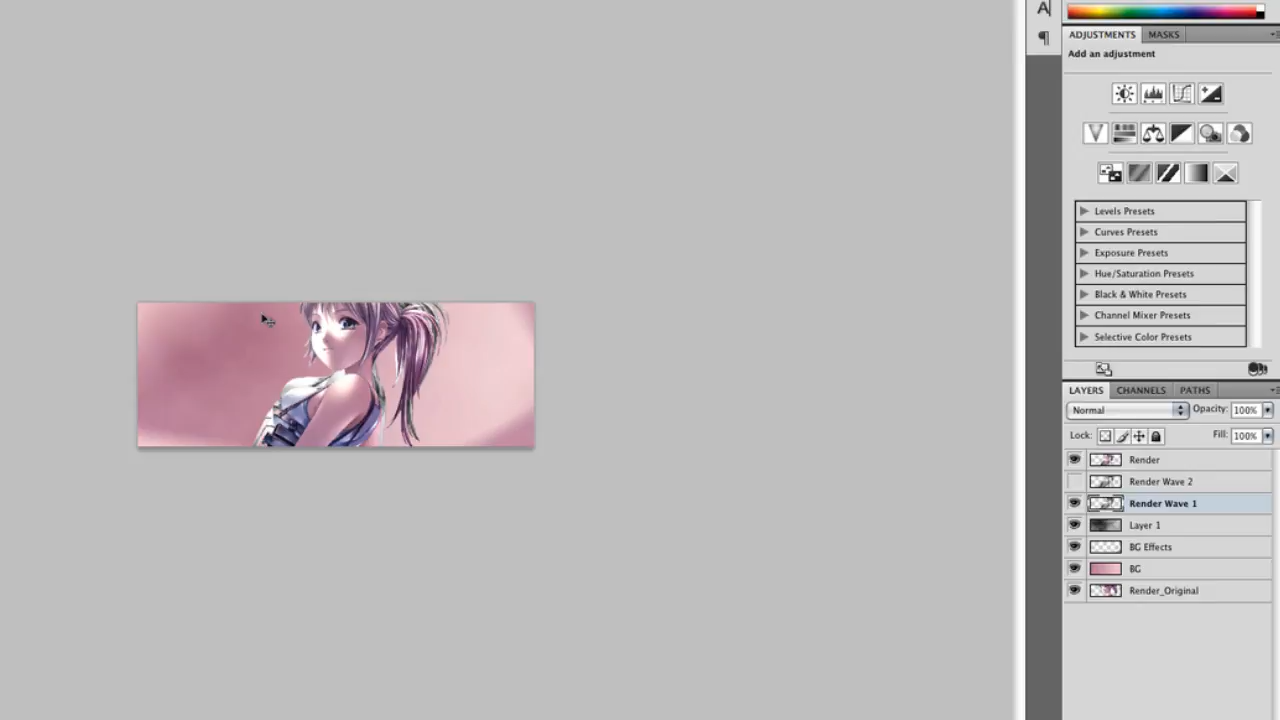 A
¶
ADJUSTMENTS MASKS
Add an adjustment
Levels Presets
Curves Presets
Exposure Presets
Hue/Saturation Presets
Black & White Presets
Channel Mixer Presets
Selective Color Presets
LAYERS CHANNELS PATHS
Normal Opacity: 100%
Lock: Fill: 100%
Render
Render Wave 2
Render Wave 1
Layer 1
BG Effects
BG
Render_Original